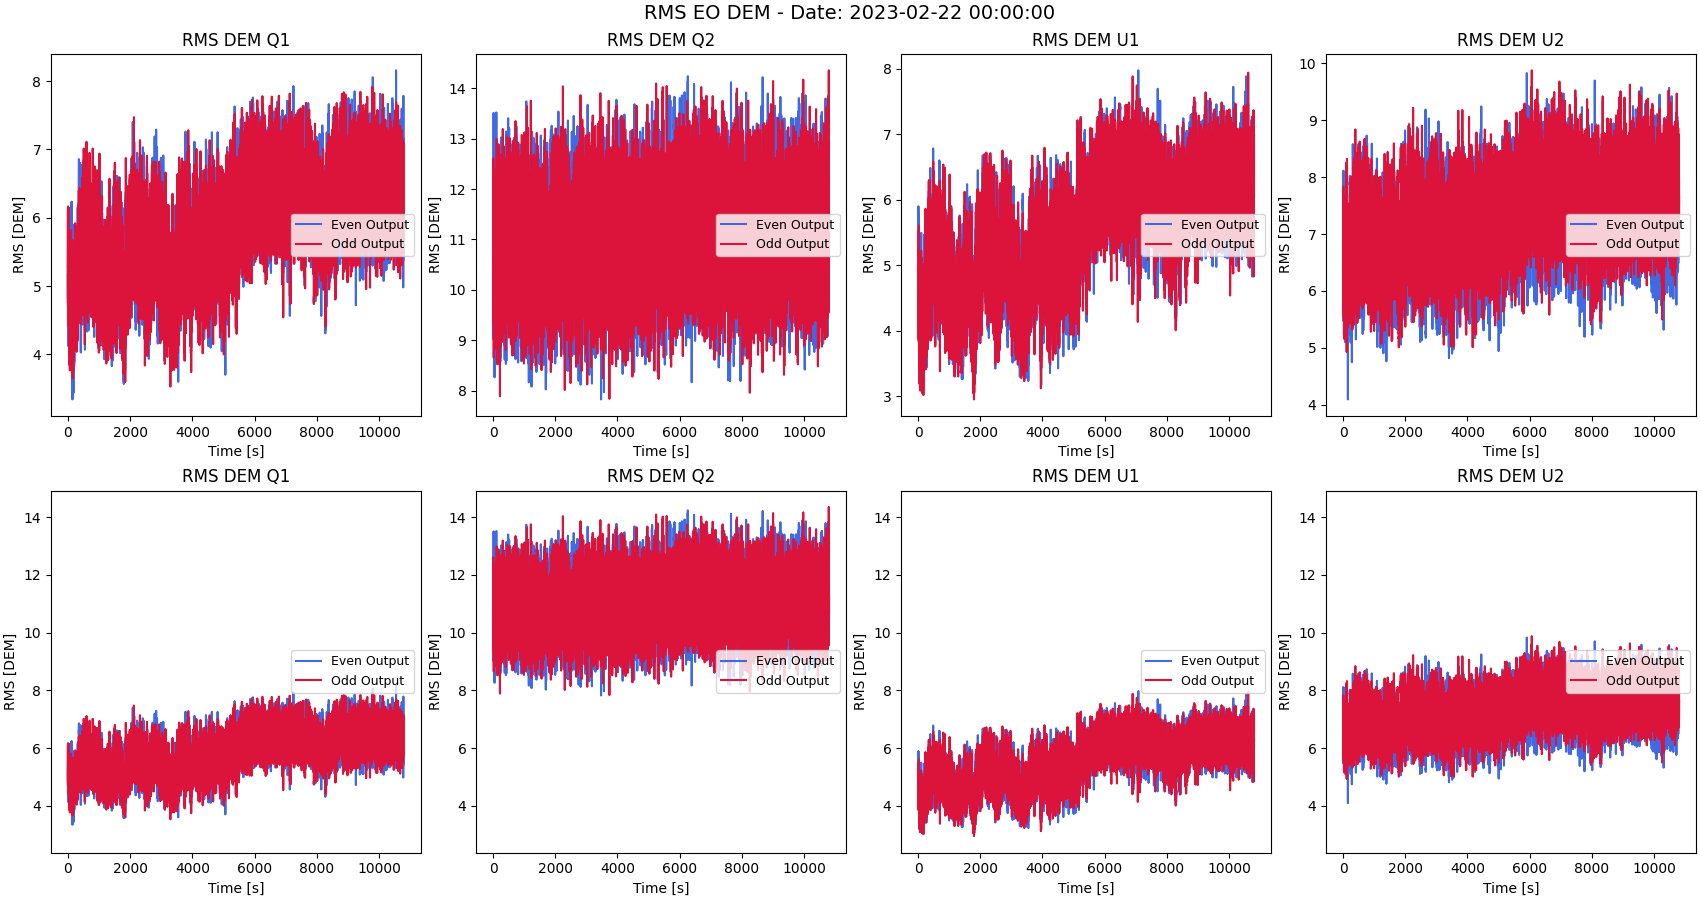 RMS EO DEM - Date: 2023-02-22 00:00:00
RMS DEM Q1
RMS [DEM]
8
7
6
5
4
0 2000 4000 6000 8000 10000
Time [s]
Even Output
Odd Output
RMS DEM Q2
RMS [DEM]
14
13
12
11
10
9
8
0 2000 4000 6000 8000 10000
Time [s]
Even Output
Odd Output
RMS DEM U1
RMS [DEM]
8
7
6
5
4
3
0 2000 4000 6000 8000 10000
Time [s]
Even Output
Odd Output
RMS DEM U2
RMS [DEM]
10
9
8
7
6
5
4
0 2000 4000 6000 8000 10000
Time [s]
Even Output
Odd Output
RMS DEM Q1
RMS [DEM]
14
12
10
8
6
4
0 2000 4000 6000 8000 10000
Time [s]
Even Output
Odd Output
RMS DEM Q2
RMS [DEM]
14
12
10
8
6
4
0 2000 4000 6000 8000 10000
Time [s]
Even Output
Odd Output
RMS DEM U1
RMS [DEM]
14
12
10
8
6
4
0 2000 4000 6000 8000 10000
Time [s]
Even Output
Odd Output
RMS DEM U2
RMS [DEM]
14
12
10
8
6
4
0 2000 4000 6000 8000 10000
Time [s]
Even Output
Odd Output